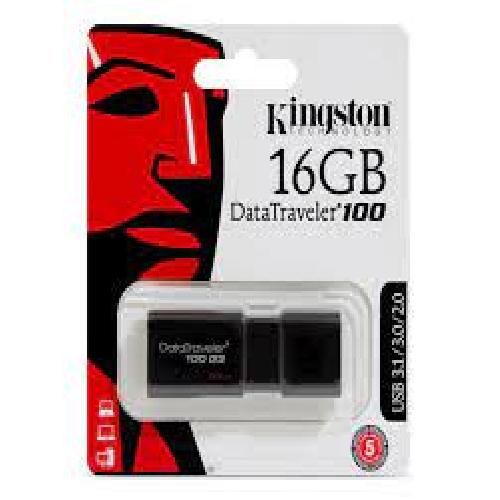 Kingston
TECHNOLOGY
16GB
DataTraveler®100
DataTraveler®
100 G3
USB 3.1/3.0/2.0
5